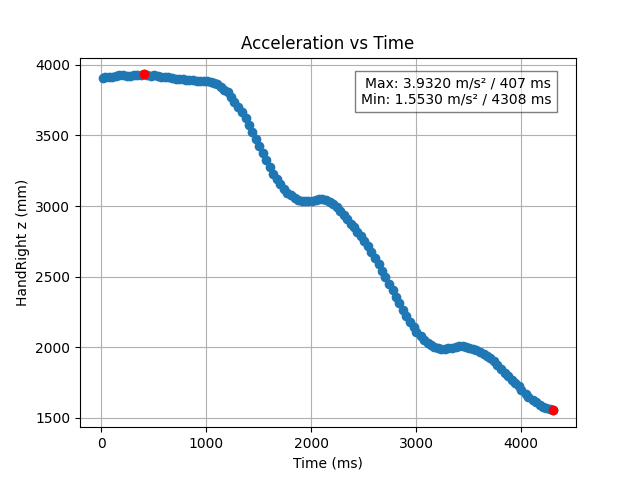 Acceleration vs Time
Max: 3.9320 m/s² / 407 ms
Min: 1.5530 m/s² / 4308 ms
HandRight z (mm)
4000
3500
3000
2500
2000
1500
0 1000 2000 3000 4000
Time (ms)